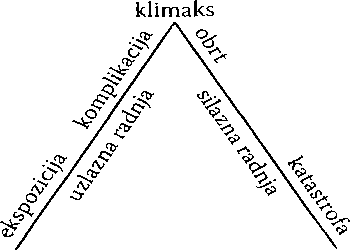 klimaks
ekspozicija
komplikacija
uzlazna radnja
obrt
silazna radnja
katastrofa